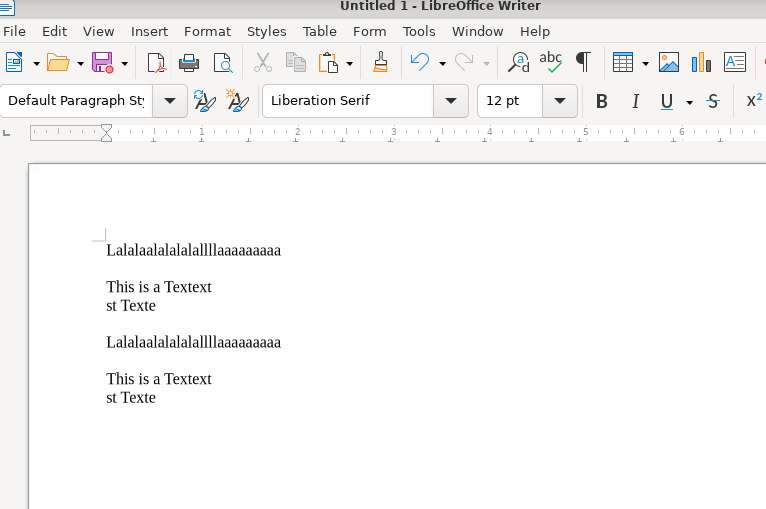 Untitled 1 - LibreOffice Writer
File Edit View Insert Format Styles Table Form Tools Window Help
abc
Default Paragraph Sty Liberation Serif 12 pt B I U S X²
1 2 3 4 5 6
Lalalaalalalalallllaaaaaaaaa
This is a Textext
st Texte
Lalalaalalalalallllaaaaaaaaa
This is a Textext
st Texte